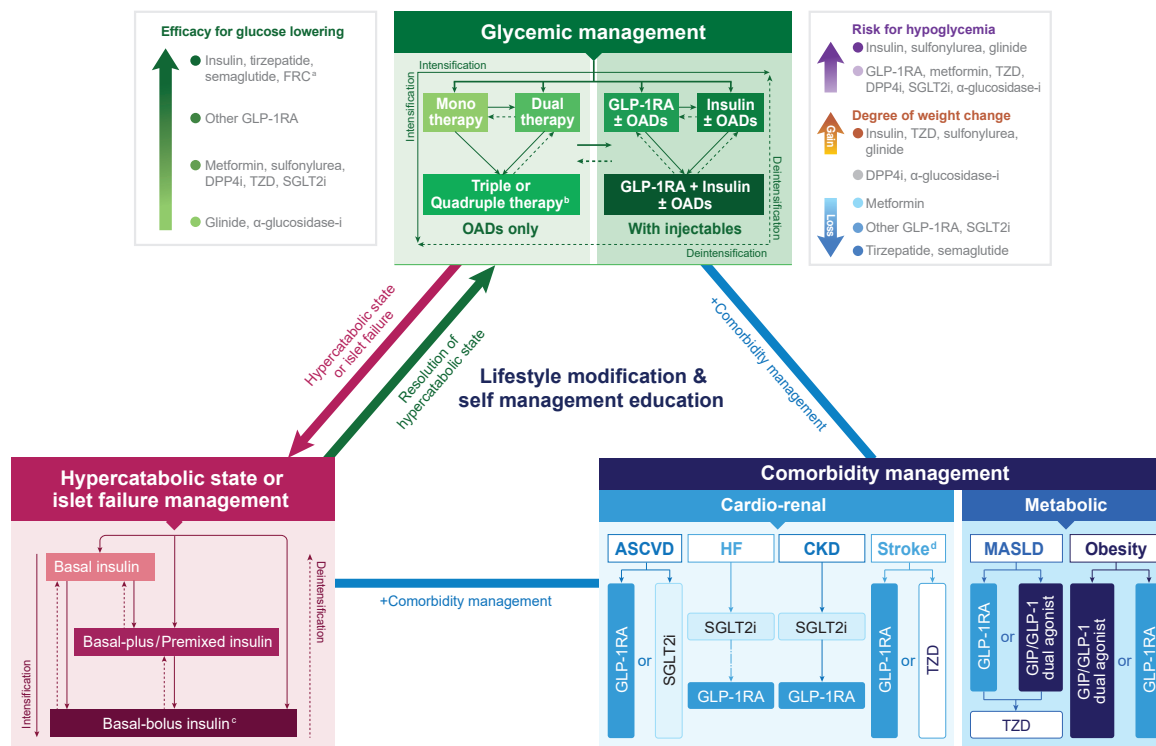 Efficacy for glucose lowering
Insulin, tirzepatide,
semaglutide, FRCᵃ
Other GLP-1RA
Metformin, sulfonylurea,
DPP4i, TZD, SGLT2i
Glinide, α-glucosidase-i
Glycemic management
Intensification
Intensification
Mono
therapy
Dual
therapy
GLP-1RA
± OADs
Insulin
± OADs
Triple or
Quadruple therapyᵇ
GLP-1RA + Insulin
± OADs
OADs only
With injectables
Deintensification
Deintensification
Risk for hypoglycemia
Insulin, sulfonylurea, glinide
GLP-1RA, metformin, TZD,
DPP4i, SGLT2i, α-glucosidase-i
Degree of weight change
Gain
Insulin, TZD, sulfonylurea,
glinide
DPP4i, α-glucosidase-i
Loss
Metformin
Other GLP-1RA, SGLT2i
Tirzepatide, semaglutide
Hypercatabolic state
or islet failure
Resolution of
hypercatabolic state
Lifestyle modification &
self management education
+Comorbidity management
Hypercatabolic state or
islet failure management
Intensification
Basal insulin
Basal-plus/Premixed insulin
Basal-bolus insulinᶜ
Deintensification
+Comorbidity management
Comorbidity management
Cardio-renal
Metabolic
ASCVD
HF
CKD
Strokeᵈ
MASLD
Obesity
GLP-1RA
or
SGLT2i
SGLT2i
GLP-1RA
SGLT2i
GLP-1RA
GLP-1RA
or
TZD
GLP-1RA
or
GIP/GLP-1
dual agonist
TZD
GIP/GLP-1
dual agonist
or
GLP-1RA